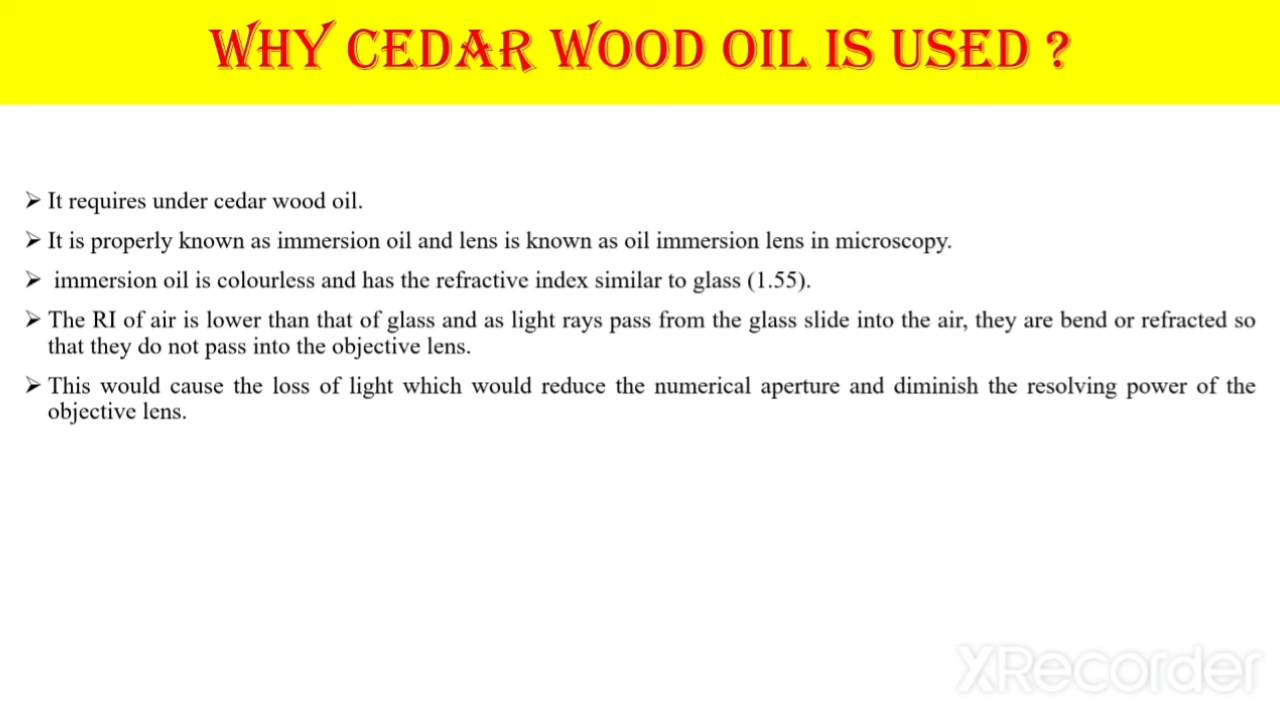 WHY CEDAR WOOD OIL IS USED ?
➢ It requires under cedar wood oil.
➢ It is properly known as immersion oil and lens is known as oil immersion lens in microscopy.
➢ immersion oil is colourless and has the refractive index similar to glass (1.55).
➢ The RI of air is lower than that of glass and as light rays pass from the glass slide into the air, they are bend or refracted so
that they do not pass into the objective lens.
➢ This would cause the loss of light which would reduce the numerical aperture and diminish the resolving power of the
objective lens.
XRecorder